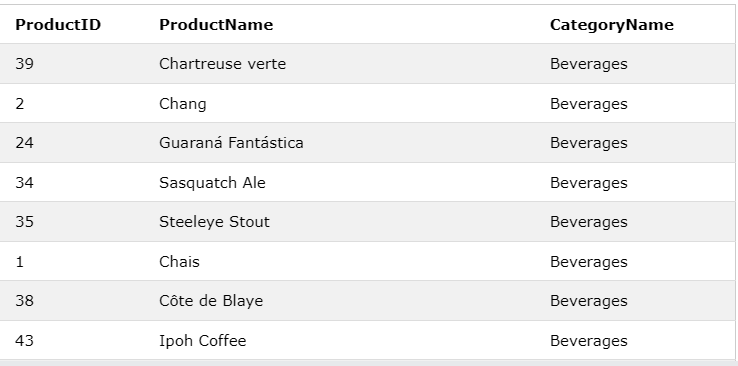 ProductID ProductName CategoryName
39 Chartreuse verte Beverages
2 Chang Beverages
24 Guaraná Fantástica Beverages
34 Sasquatch Ale Beverages
35 Steeleye Stout Beverages
1 Chais Beverages
38 Côte de Blaye Beverages
43 Ipoh Coffee Beverages